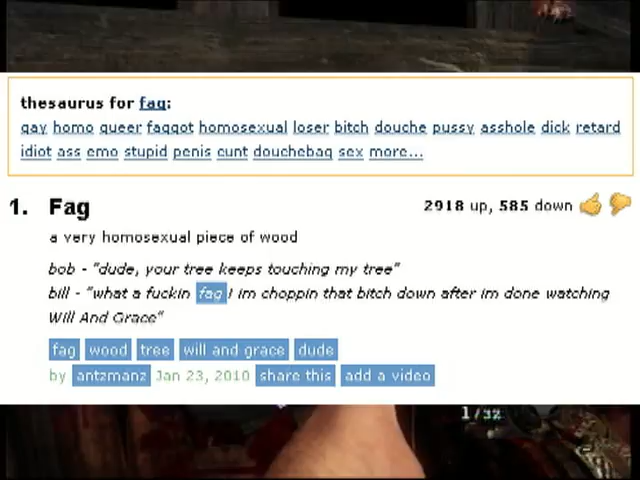 thesaurus for fag:
gay homo queer faggot homosexual loser bitch douche pussy asshole dick retard
idiot ass emo stupid penis cunt douchebag sex more...
1. Fag 2918 up, 585 down
a very homosexual piece of wood
bob - "dude, your tree keeps touching my tree"
bill - "what a fuckin fag! im choppin that bitch down after im done watching
Will And Grace"
fag wood tree will and grace dude
by antzmanz Jan 23, 2010 share this add a video
1/32